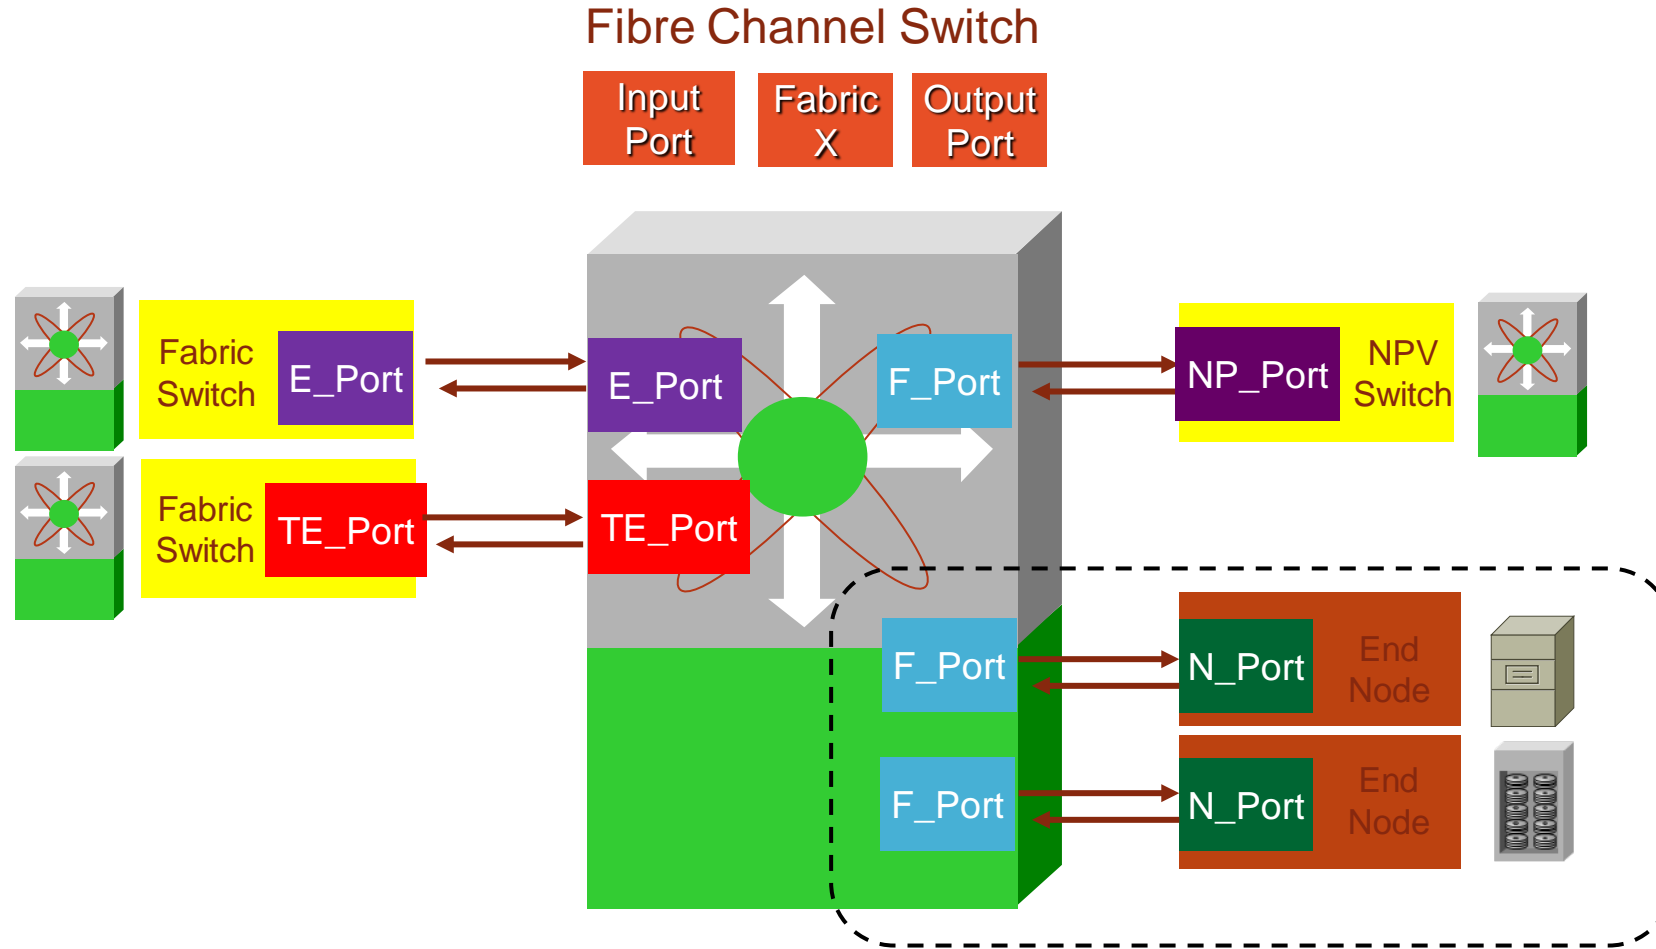 Fibre Channel Switch
Input
Port
Fabric
X
Output
Port
Fabric
Switch
E_Port
E_Port
F_Port
NP_Port
NPV
Switch
Fabric
Switch
TE_Port
TE_Port
F_Port
N_Port
End
Node
F_Port
N_Port
End
Node